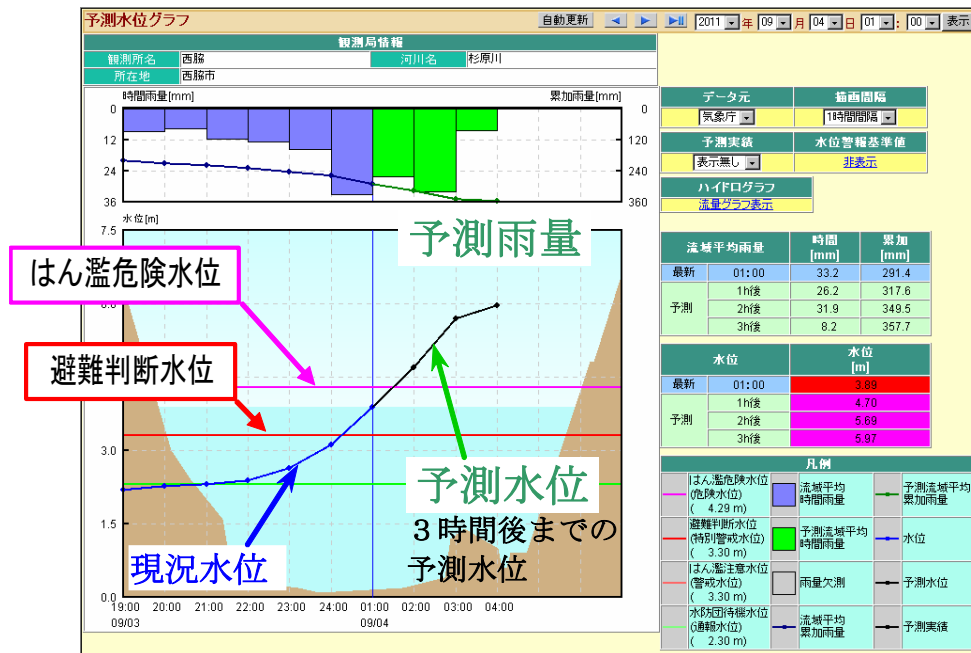 予測水位グラフ
自動更新
2011 年 09 月 04 日 01 : 00 表示
観測局情報
観測所名 西脇 河川名 杉原川
所在地 西脇市
時間雨量[mm] 累加雨量[mm]
0 0
12 120
24 240
36 360
水位[m]
7.5
6.0
3.0
1.5
0.0
19:00 20:00 21:00 22:00 23:00 24:00 01:00 02:00 03:00 04:00
09/03 09/04
予測雨量
はん濫危険水位
避難判断水位
予測水位
3時間後までの
予測水位
現況水位
データ元 描画間隔
気象庁 1時間間隔
予測実績 水位警報基準値
表示無し 非表示
ハイドログラフ
流量グラフ表示
流域平均雨量 時間 [mm] 累加 [mm]
最新 01:00 33.2 291.4
予測 1h後 26.2 317.6
2h後 31.9 349.5
3h後 8.2 357.7
水位 水位 [m]
最新 01:00 3.89
予測 1h後 4.70
2h後 5.69
3h後 5.97
凡例
はん濫危険水位
(危険水位)
( 4.29 m)
流域平均
時間雨量
予測流域平均
累加雨量
避難判断水位
(特別警戒水位)
( 3.30 m)
予測流域平均
時間雨量
水位
はん濫注意水位
(警戒水位)
( 3.30 m)
雨量欠測
予測水位
水防団待機水位
(通報水位)
( 2.30 m)
流域平均
累加雨量
予測実績